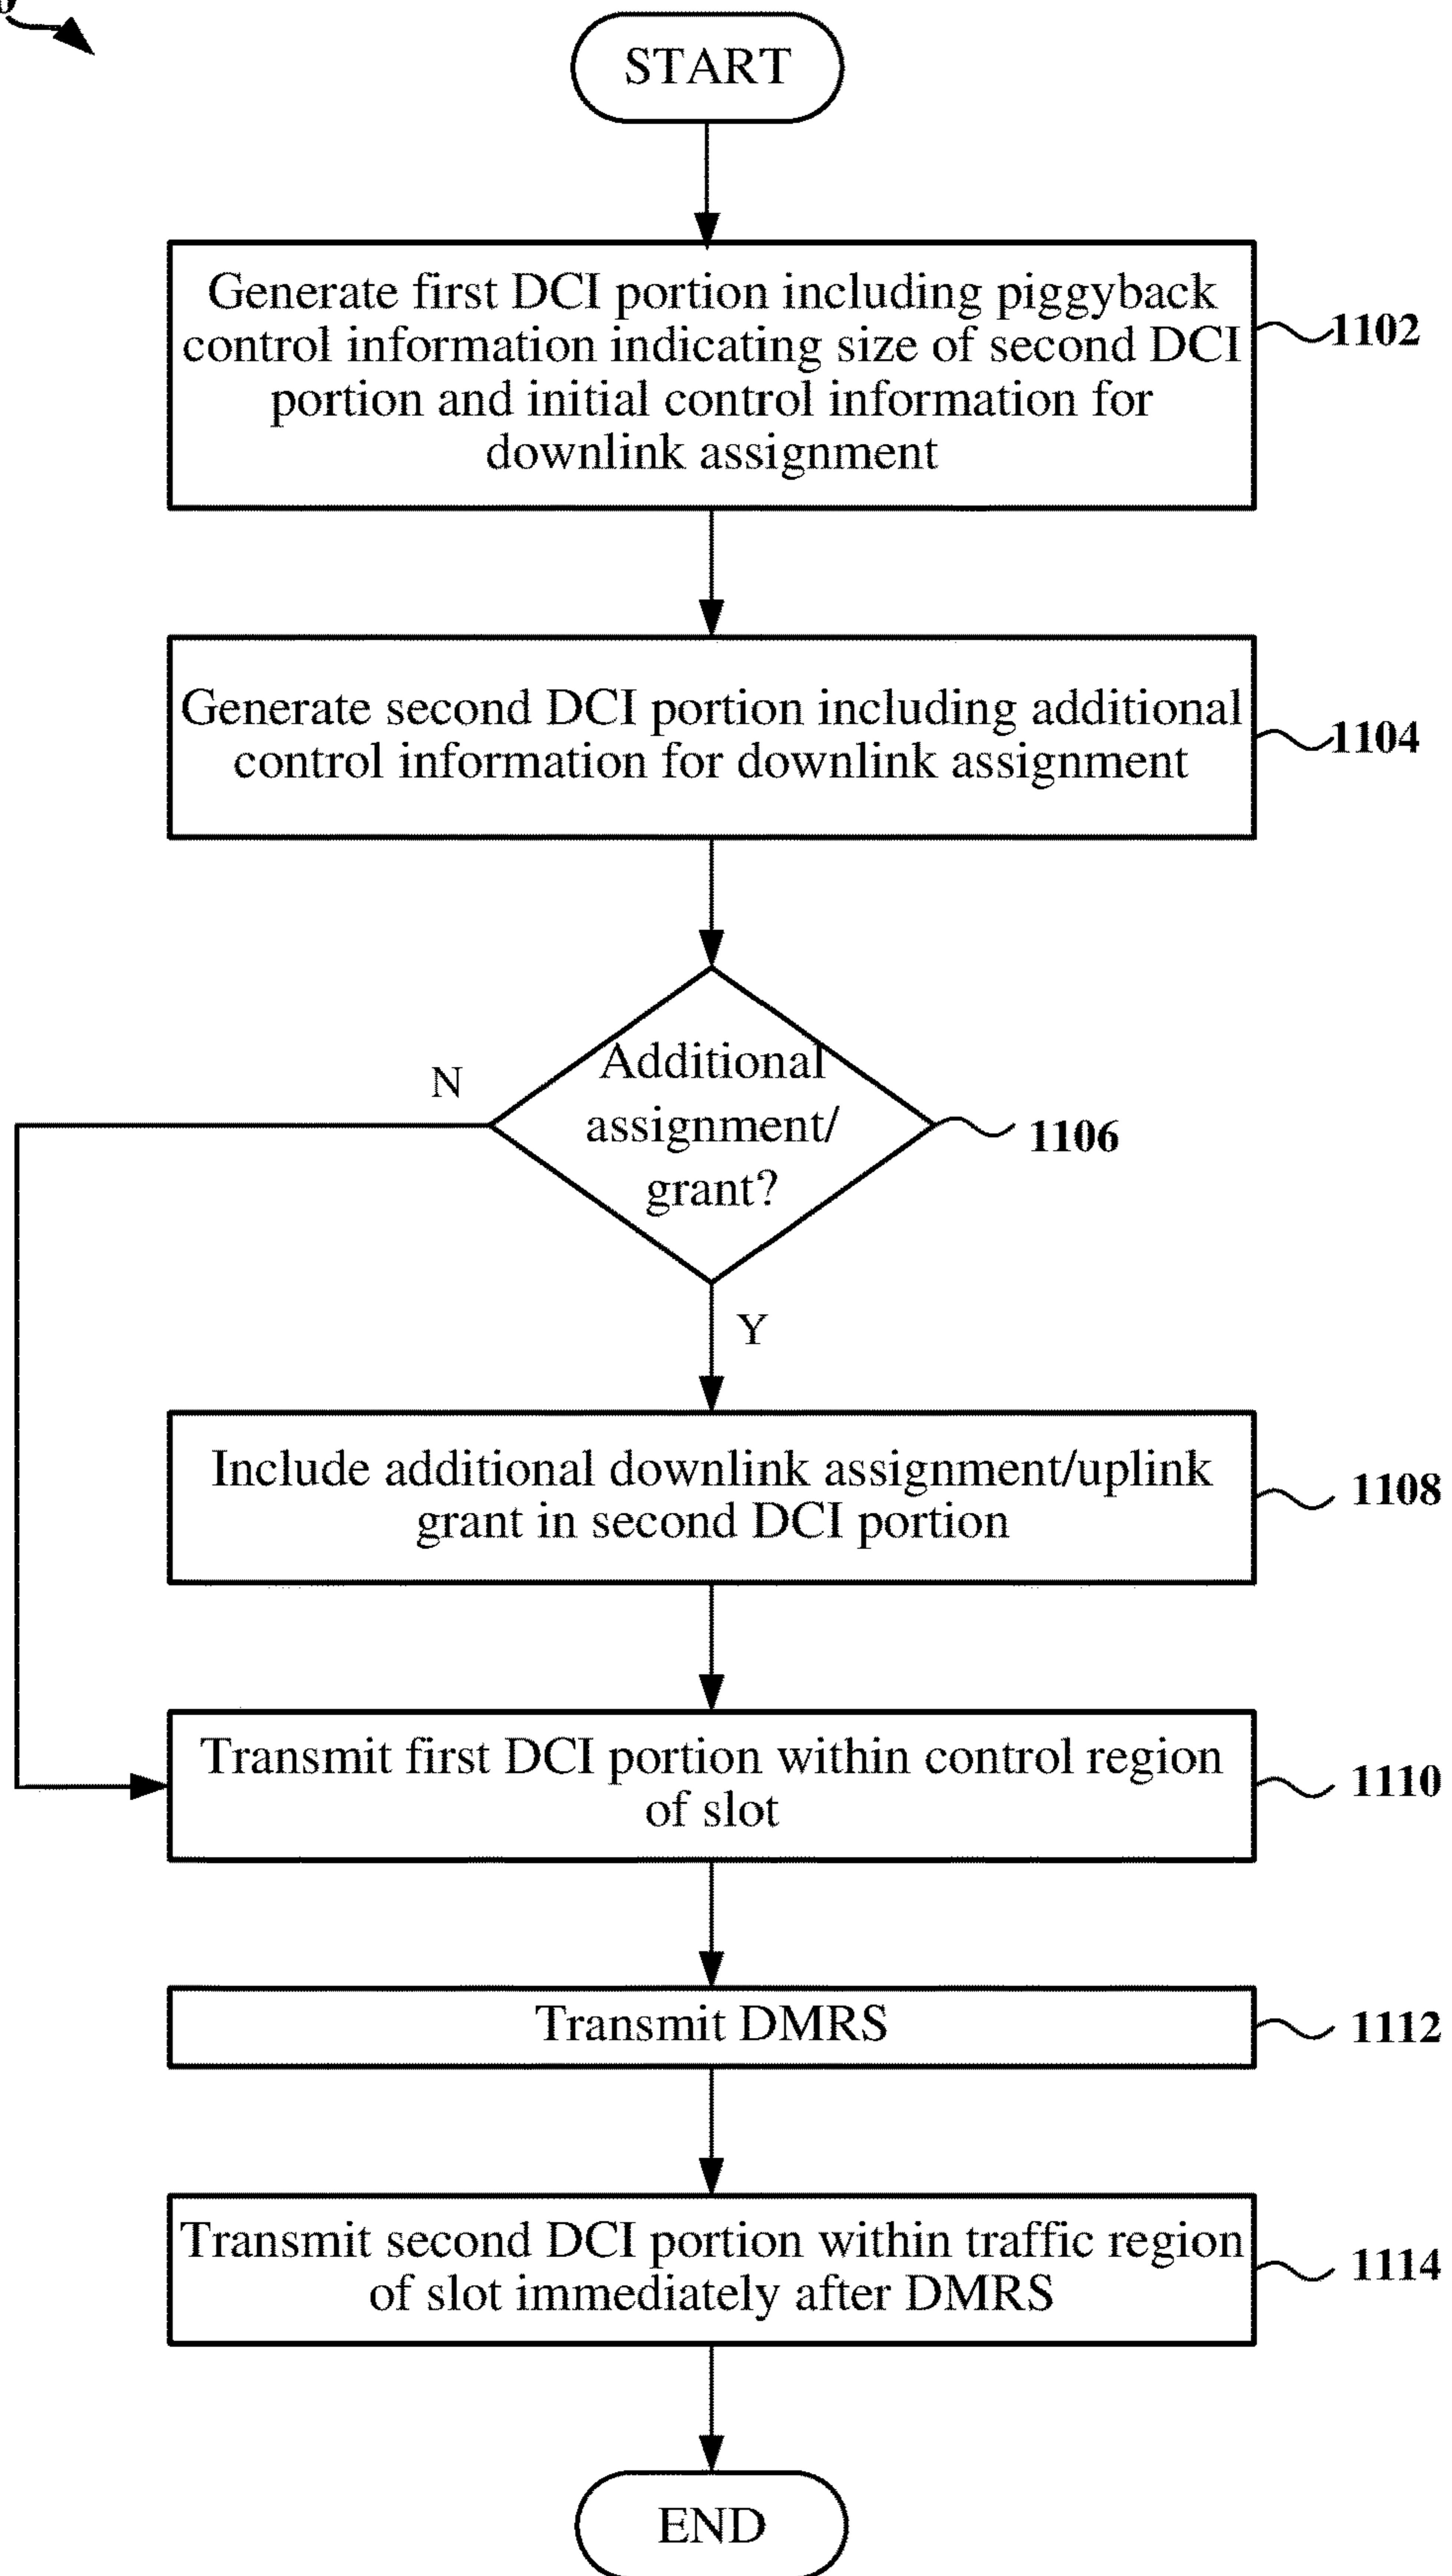 START
Generate first DCI portion including piggyback
control information indicating size of second DCI
portion and initial control information for
downlink assignment
1102
Generate second DCI portion including additional
control information for downlink assignment
1104
Additional
assignment/
grant?
1106
N
Y
Include additional downlink assignment/uplink
grant in second DCI portion
1108
Transmit first DCI portion within control region
of slot
1110
Transmit DMRS
1112
Transmit second DCI portion within traffic region
of slot immediately after DMRS
1114
END